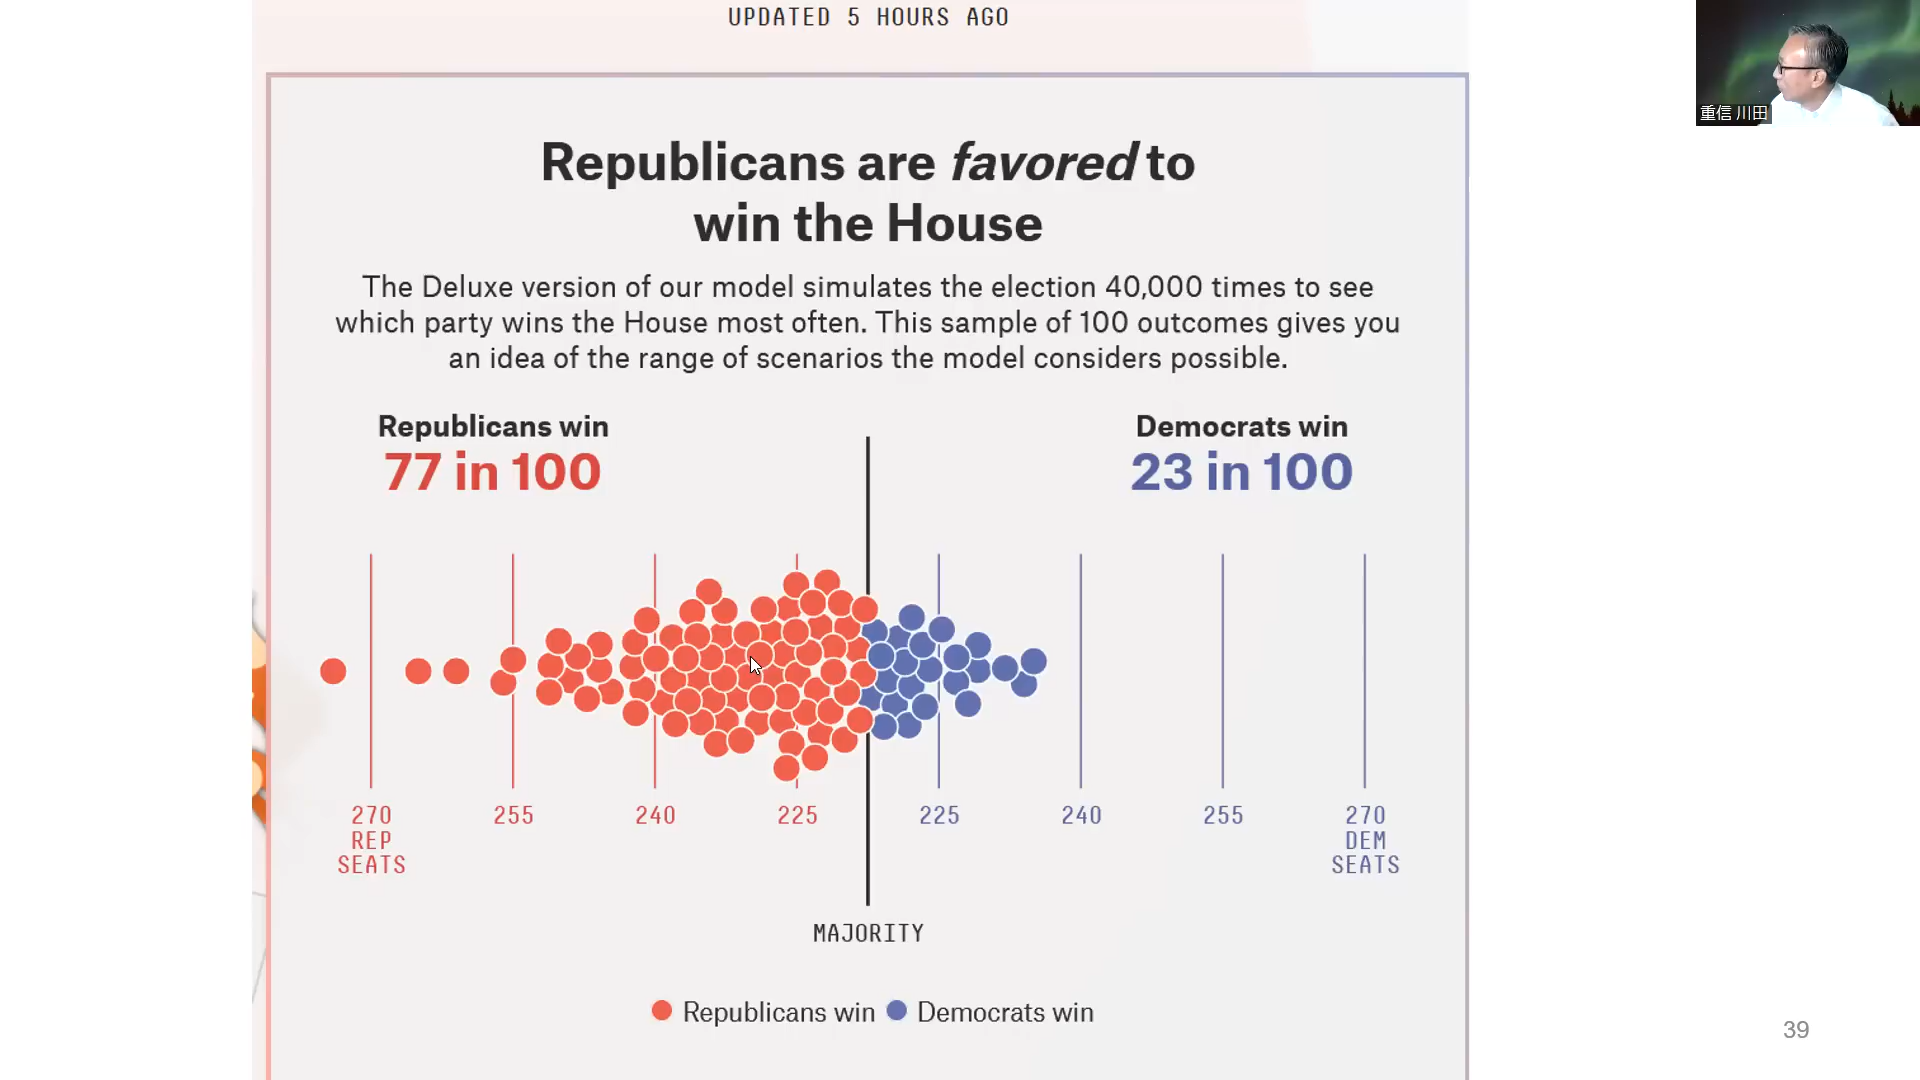 UPDATED 5 HOURS AGO
重信 川田
Republicans are favored to
win the House
The Deluxe version of our model simulates the election 40,000 times to see
which party wins the House most often. This sample of 100 outcomes gives you
an idea of the range of scenarios the model considers possible.
Republicans win
77 in 100
Democrats win
23 in 100
270 255 240 225 225 240 255 270
REP DEM
SEATS SEATS
MAJORITY
Republicans win Democrats win
39